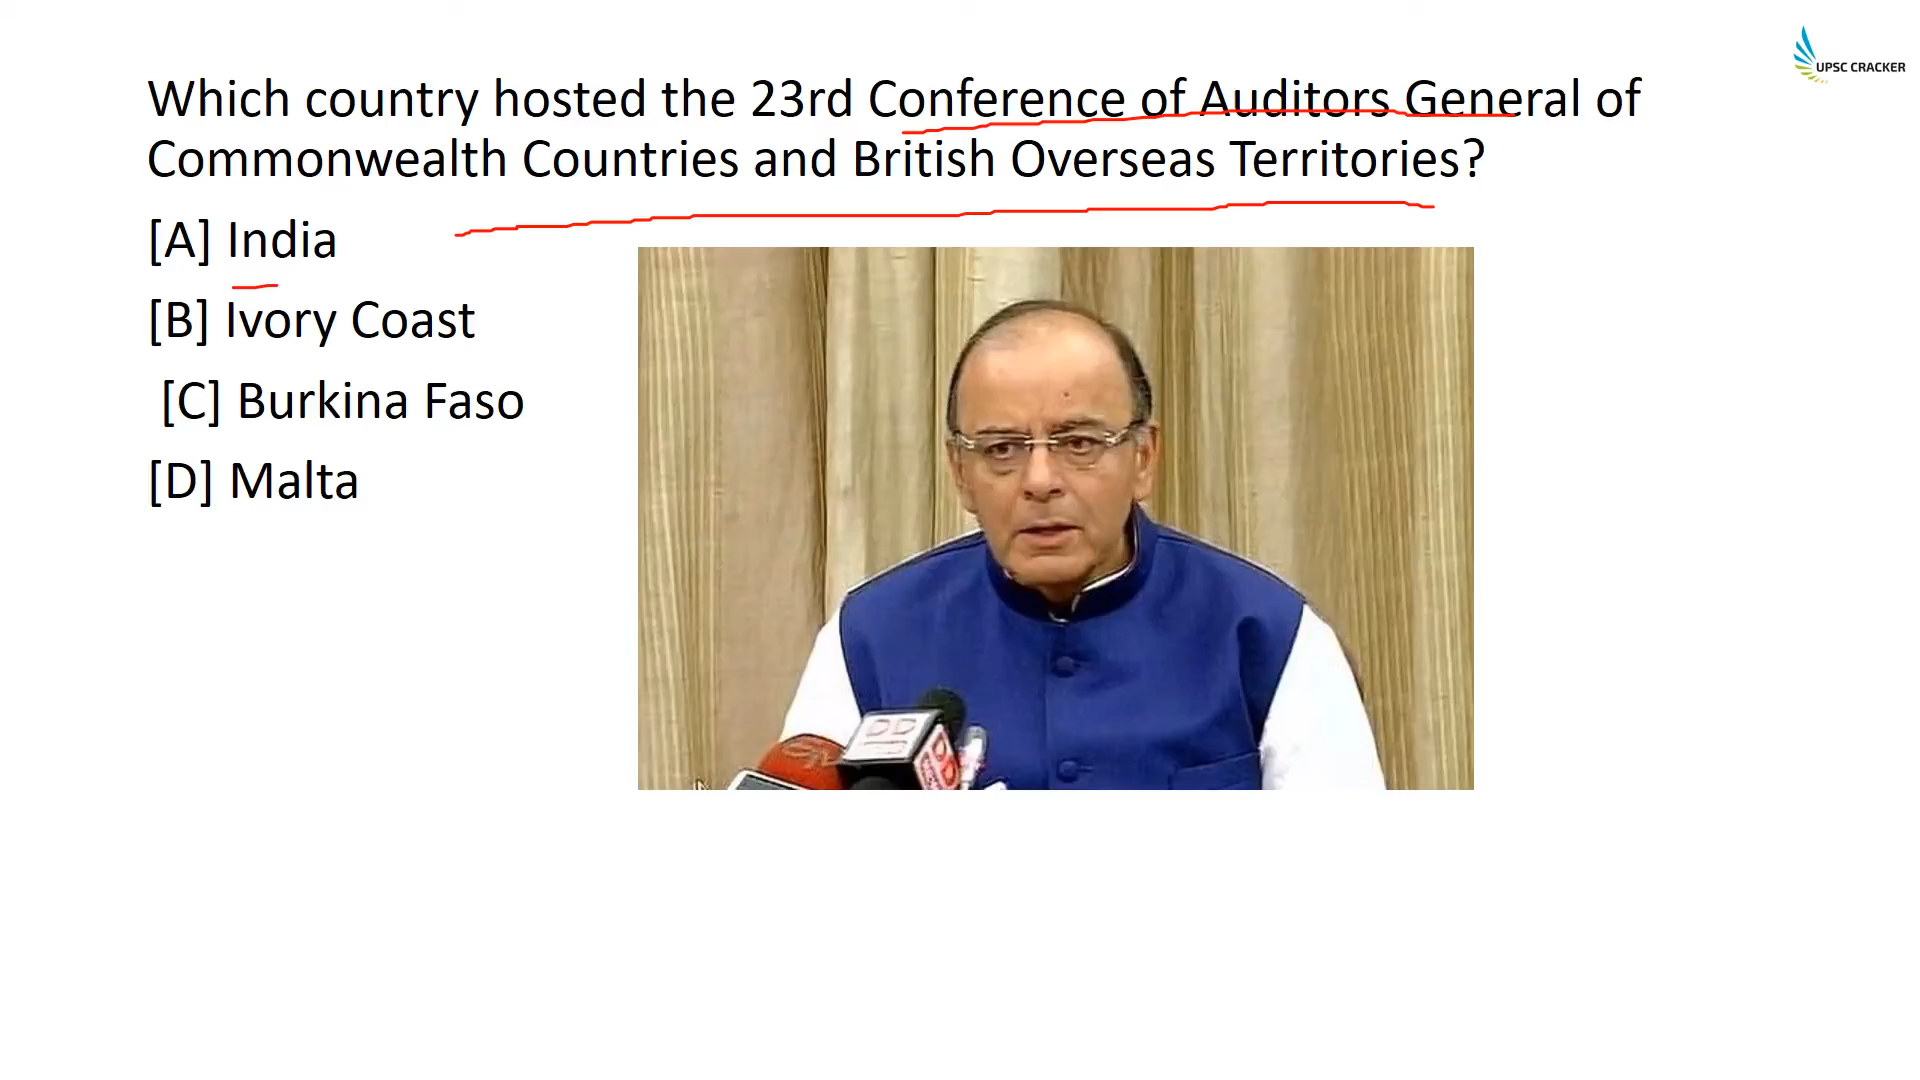 UPSC CRACKER
Which country hosted the 23rd Conference of Auditors General of
Commonwealth Countries and British Overseas Territories?
[A] India
[B] Ivory Coast
[C] Burkina Faso
[D] Malta
DD